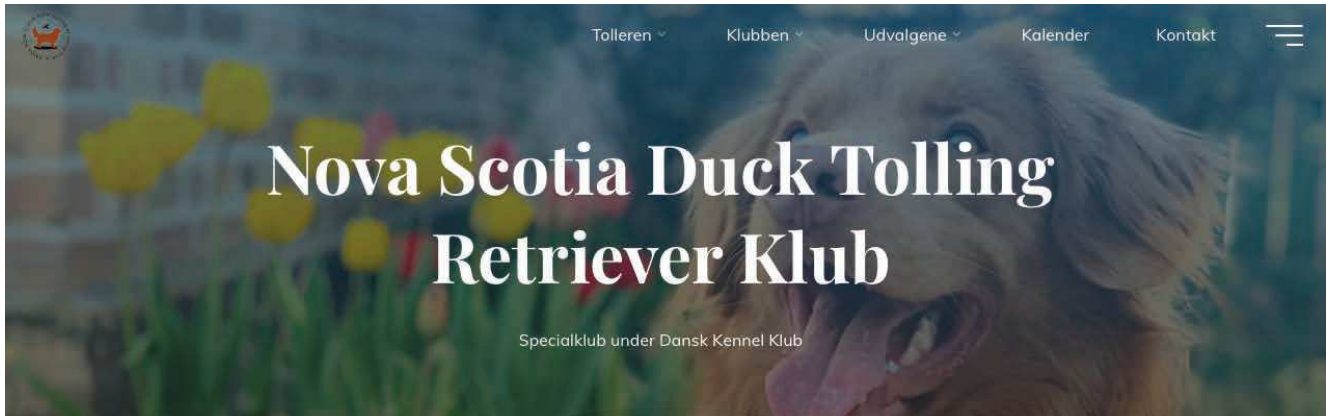 Tolleren
Klubben
Udvalgene
Kalender
Kontakt
Nova Scotia Duck Tolling
Retriever Klub
Specialklub under Dansk Kennel Klub